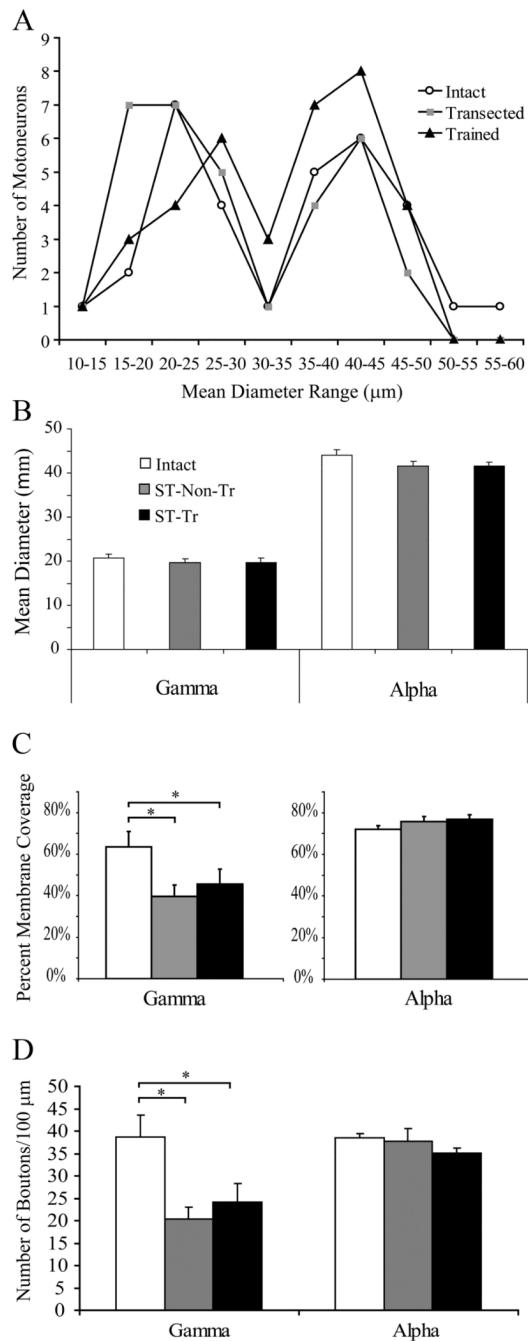 A
Number of Motoneurons
9
8
7
6
5
4
3
2
1
0
Intact
Transected
Trained
10-15 15-20 20-25 25-30 30-35 35-40 40-45 45-50 50-55 55-60
Mean Diameter Range (μm)
B
Mean Diameter (mm)
50
40
30
20
10
0
Intact
ST-Non-Tr
ST-Tr
Gamma Alpha
C
Percent Membrane Coverage
80%
60%
40%
20%
0%
*
*
Gamma
80%
60%
40%
20%
0%
Alpha
D
Number of Boutons/100 μm
50
45
40
35
30
25
20
15
10
5
0
*
*
Gamma Alpha